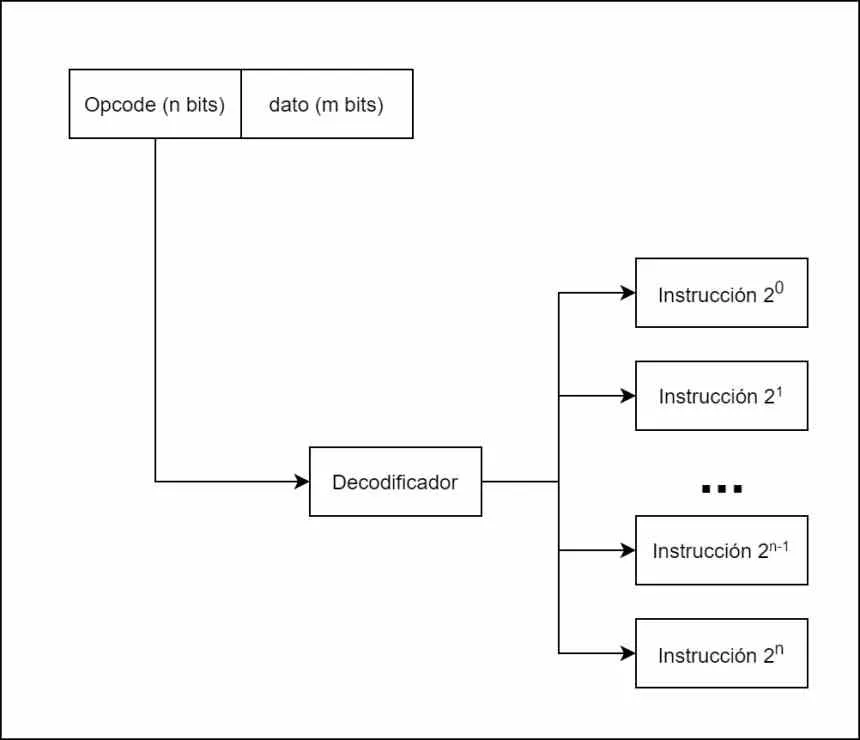 Opcode (n bits)
dato (m bits)
Instrucción 2⁰
Instrucción 2¹
...
Decodificador
Instrucción 2ⁿ⁻¹
Instrucción 2ⁿ